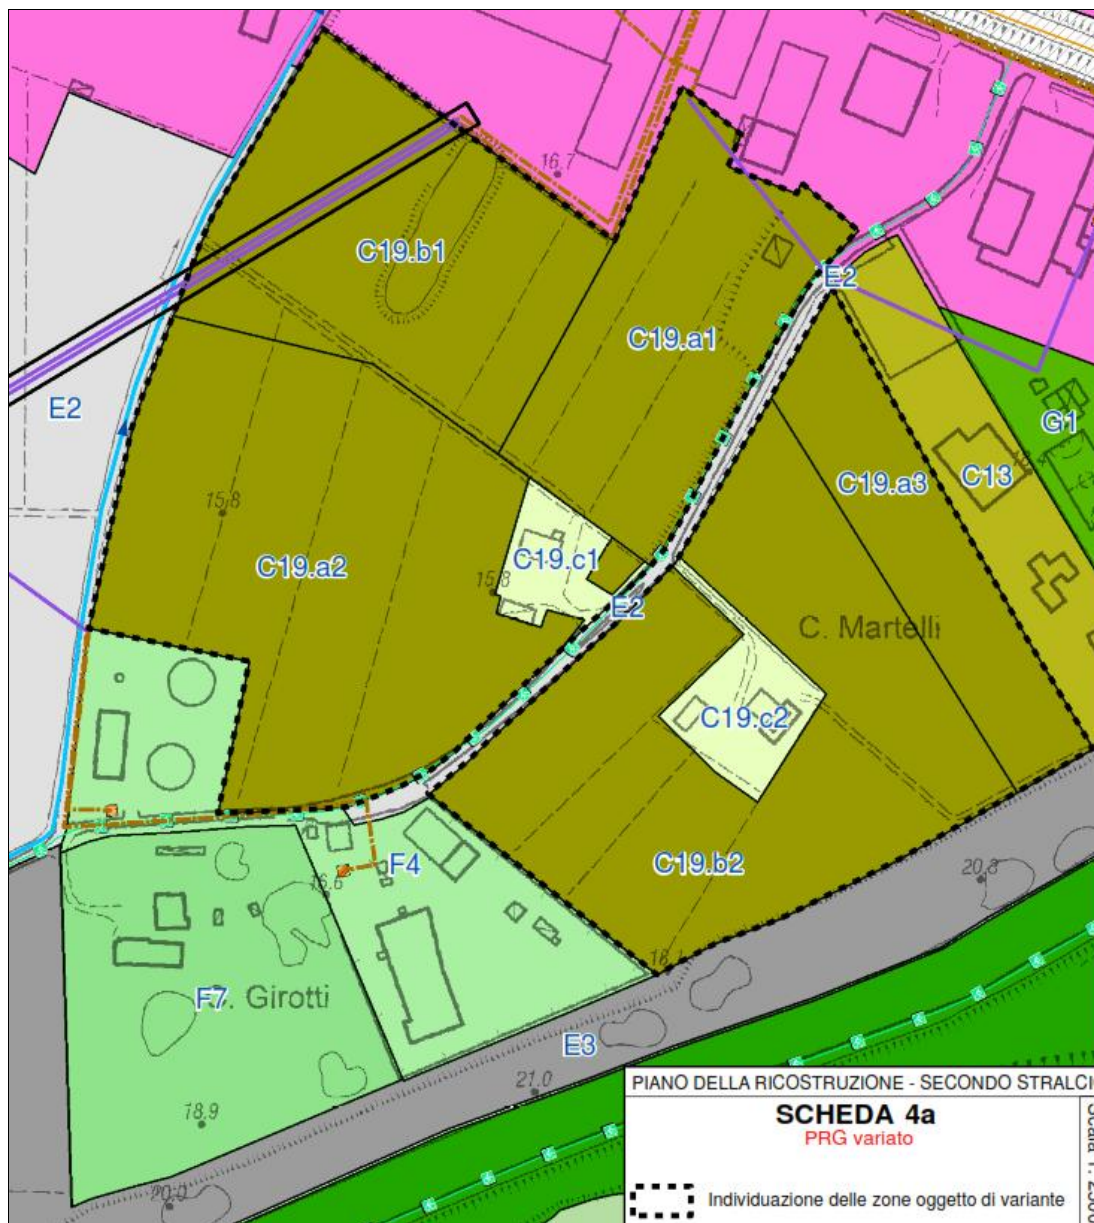 16.7
C19.b1
E2
C19.a1
E2
G1
C13
C19.a3
15.8
C19.c1
C19.a2
15.8
E2
C. Martelli
C19.c2
C19.b2
F4
20.8
16.6
18.1
F7
Girotti
E3
21.0
18.9
20.0
PIANO DELLA RICOSTRUZIONE - SECONDO STRALCI
SCHEDA 4a
PRG variato
Individuazione delle zone oggetto di variante